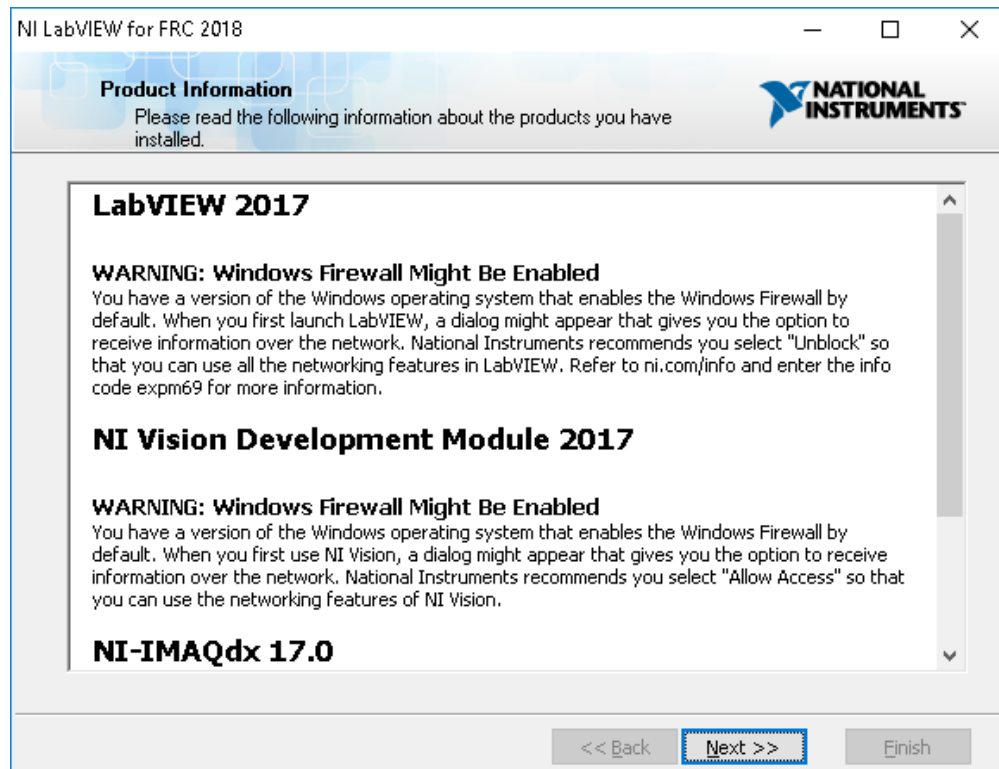 NI LabVIEW for FRC 2018
Product Information
Please read the following information about the products you have
installed.
NATIONAL
INSTRUMENTS™
LabVIEW 2017
WARNING: Windows Firewall Might Be Enabled
You have a version of the Windows operating system that enables the Windows Firewall by
default. When you first launch LabVIEW, a dialog might appear that gives you the option to
receive information over the network. National Instruments recommends you select "Unblock" so
that you can use all the networking features in LabVIEW. Refer to ni.com/info and enter the info
code expm69 for more information.
NI Vision Development Module 2017
WARNING: Windows Firewall Might Be Enabled
You have a version of the Windows operating system that enables the Windows Firewall by
default. When you first use NI Vision, a dialog might appear that gives you the option to receive
information over the network. National Instruments recommends you select "Allow Access" so that
you can use the networking features of NI Vision.
NI-IMAQdx 17.0
<< Back
Next >>
Finish